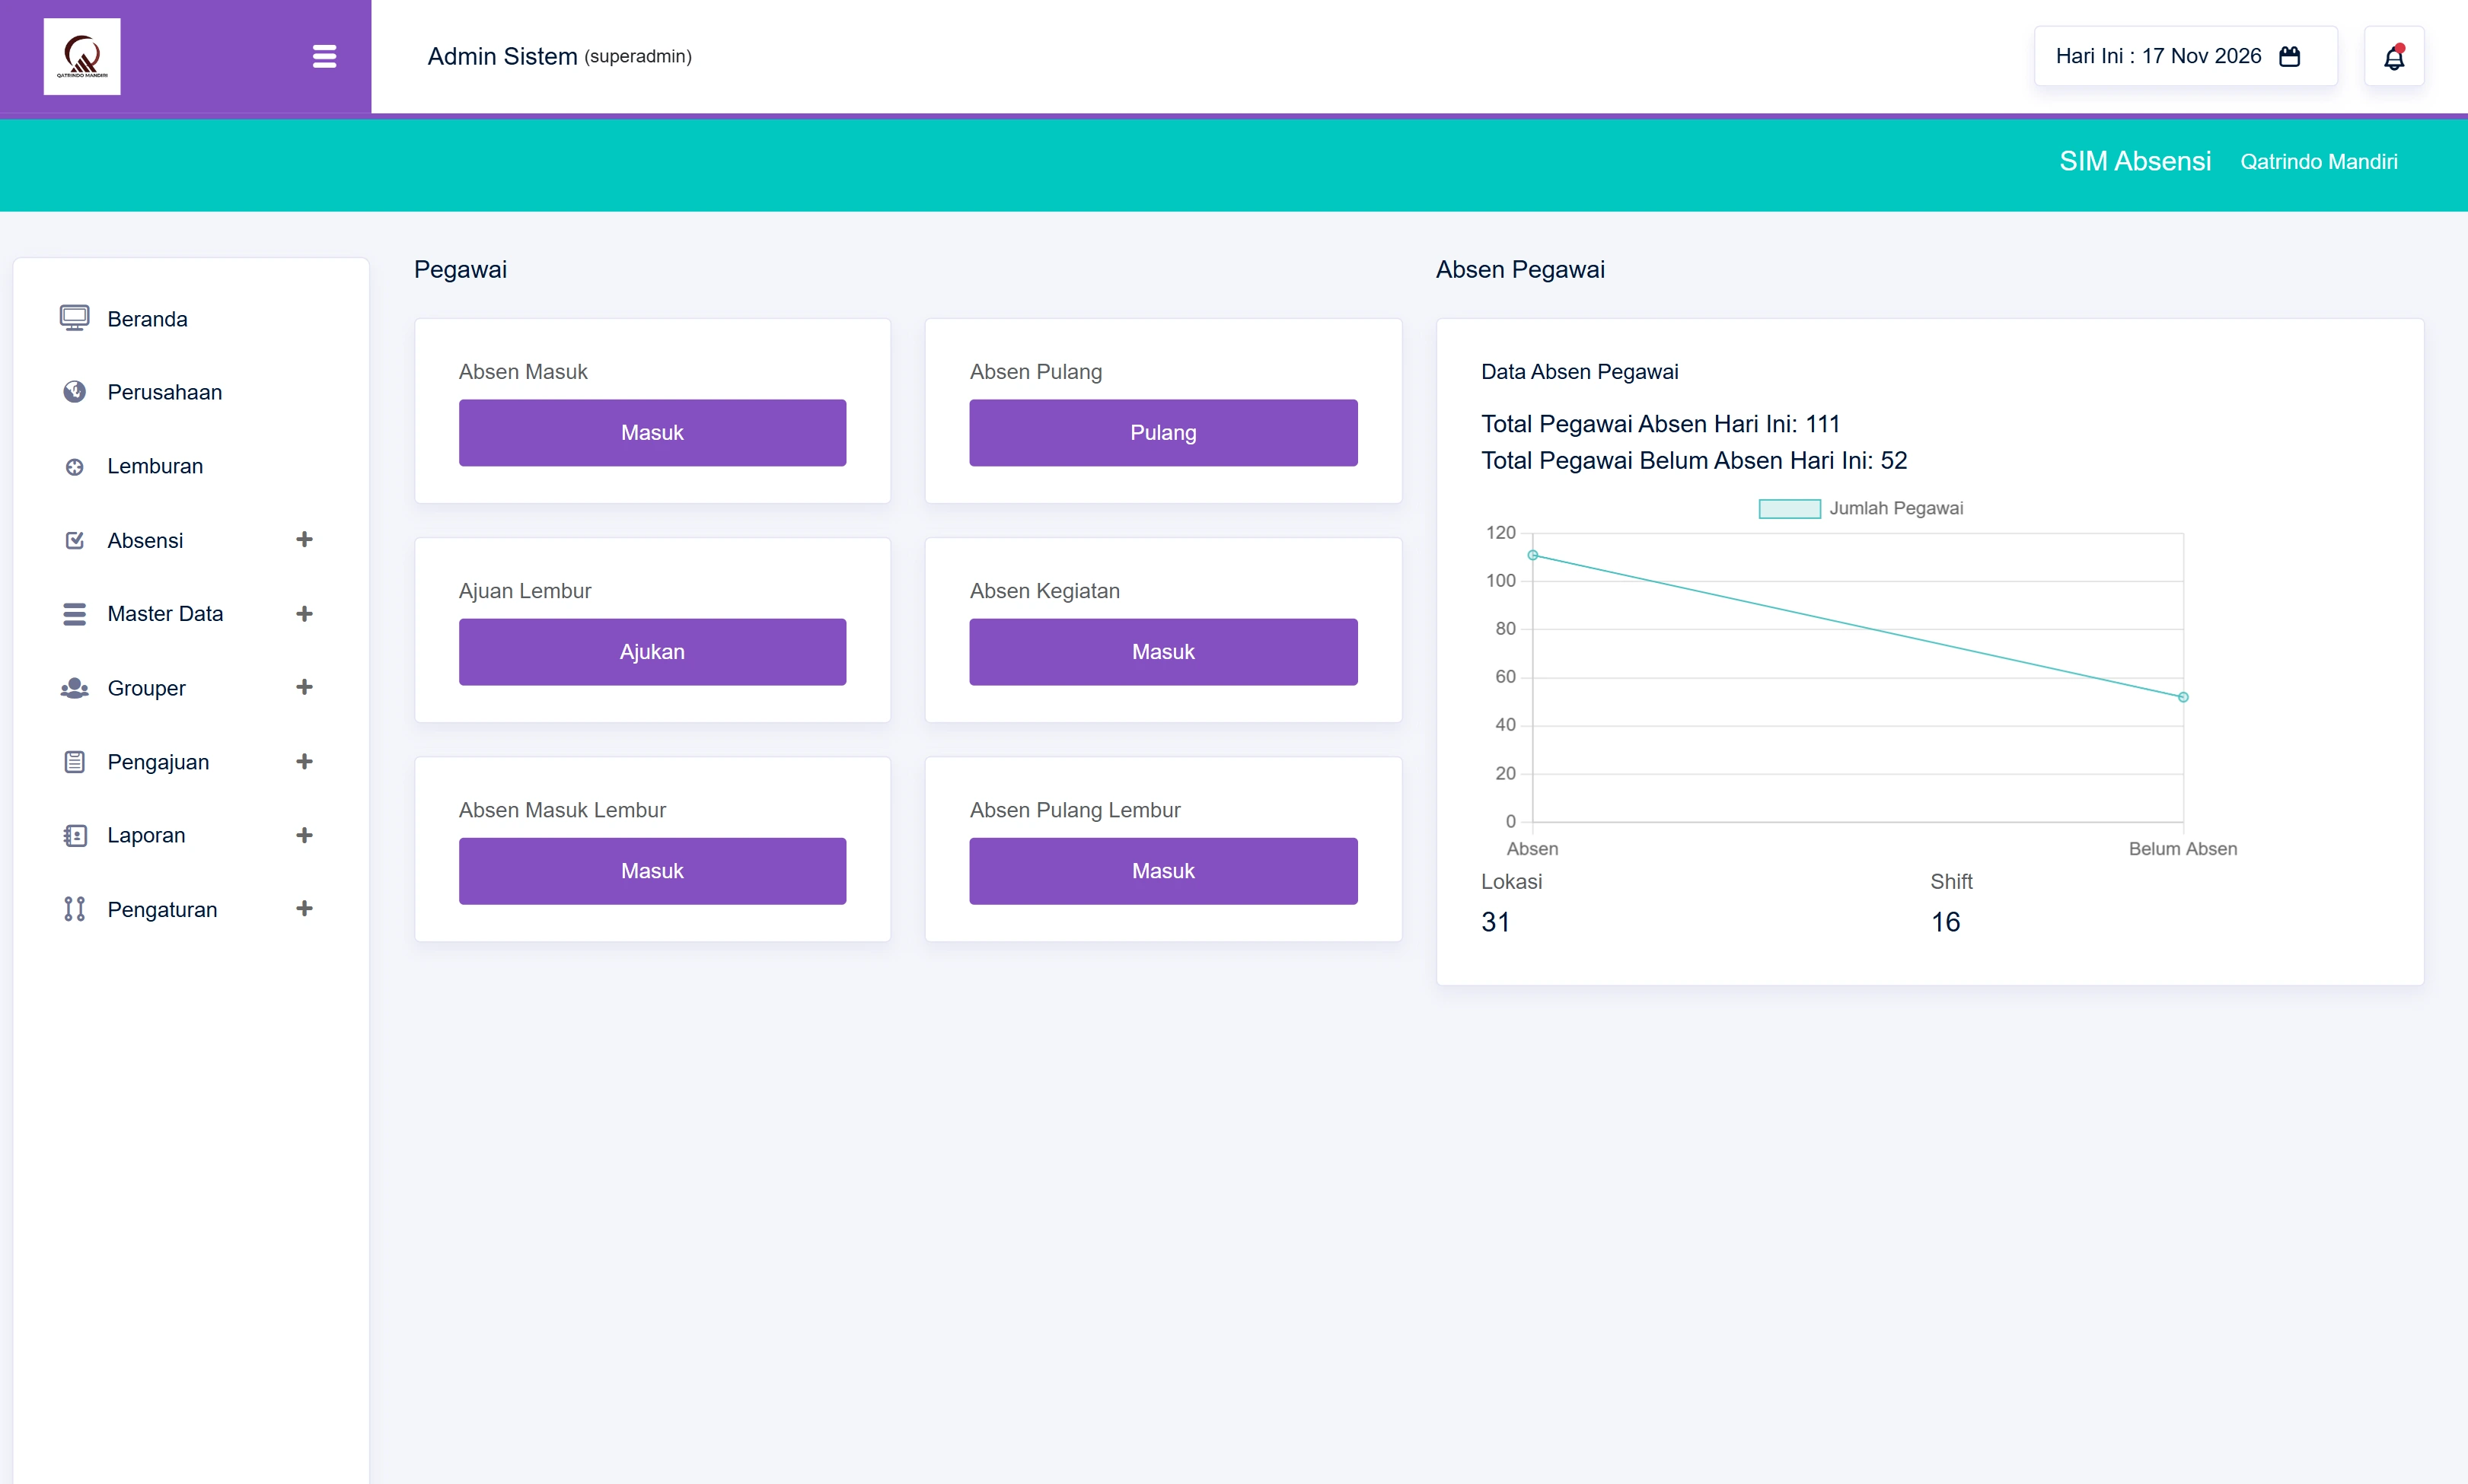 QATRINDO MANDIRI
Admin Sistem (superadmin)
Hari Ini : 17 Nov 2026
SIM Absensi Qatrindo Mandiri
Beranda
Perusahaan
Lemburan
Absensi
Master Data
Grouper
Pengajuan
Laporan
Pengaturan
Pegawai
Absen Masuk
Masuk
Absen Pulang
Pulang
Ajuan Lembur
Ajukan
Absen Kegiatan
Masuk
Absen Masuk Lembur
Masuk
Absen Pulang Lembur
Masuk
Absen Pegawai
Data Absen Pegawai
Total Pegawai Absen Hari Ini: 111
Total Pegawai Belum Absen Hari Ini: 52
Jumlah Pegawai
120
100
80
60
40
20
0
Absen Belum Absen
Lokasi Shift
31 16